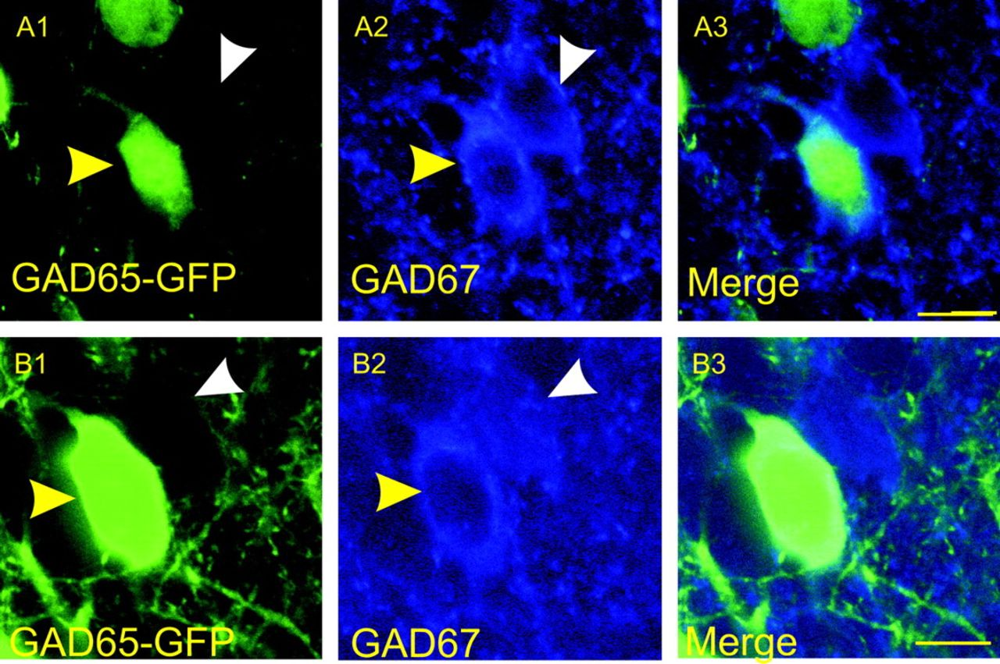 A1
A2
A3
GAD65-GFP
GAD67
Merge
B1
B2
B3
GAD65-GFP
GAD67
Merge